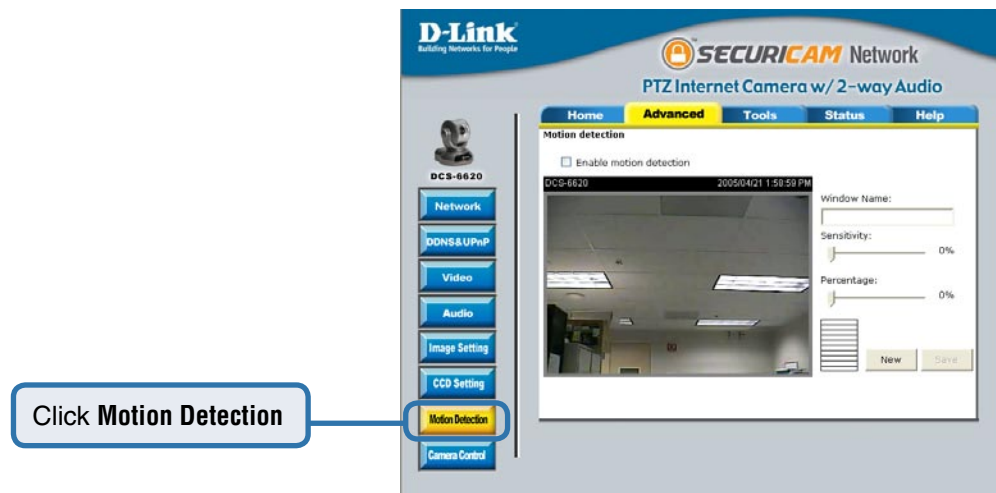 D-Link
Building Networks for People
SECURICAM Network
PTZ Internet Camera w/ 2-way Audio
Home Advanced Tools Status Help
Motion detection
Enable motion detection
DCS-6620 2005/04/21 1:58:59 PM
Window Name:
Sensitivity:
0%
Percentage:
0%
New Save
DCS-6620
Network
DDNS&UPnP
Video
Audio
Image Setting
CCD Setting
Motion Detection
Camera Control
Click Motion Detection